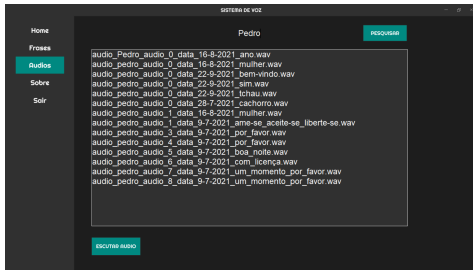 SISTEMA DE VOZ
Home
Frases
Audios
Sobre
Sair
Pedro
PESQUISAR
audio_Pedro_audio_0_data_16-8-2021_ano.wav
audio_pedro_audio_0_data_16-8-2021_mulher.wav
audio_pedro_audio_0_data_22-9-2021_bem-vindo.wav
audio_pedro_audio_0_data_22-9-2021_sim.wav
audio_pedro_audio_0_data_22-9-2021_tchau.wav
audio_pedro_audio_0_data_28-7-2021_cachorro.wav
audio_pedro_audio_1_data_16-8-2021_mulher.wav
audio_pedro_audio_1_data_9-7-2021_ame-se_aceite-se_liberte-se.wav
audio_pedro_audio_3_data_9-7-2021_por_favor.wav
audio_pedro_audio_4_data_9-7-2021_por_favor.wav
audio_pedro_audio_5_data_9-7-2021_boa_noite.wav
audio_pedro_audio_6_data_9-7-2021_com_licença.wav
audio_pedro_audio_7_data_9-7-2021_um_momento_por_favor.wav
audio_pedro_audio_8_data_9-7-2021_um_momento_por_favor.wav
ESCUTAR AUDIO